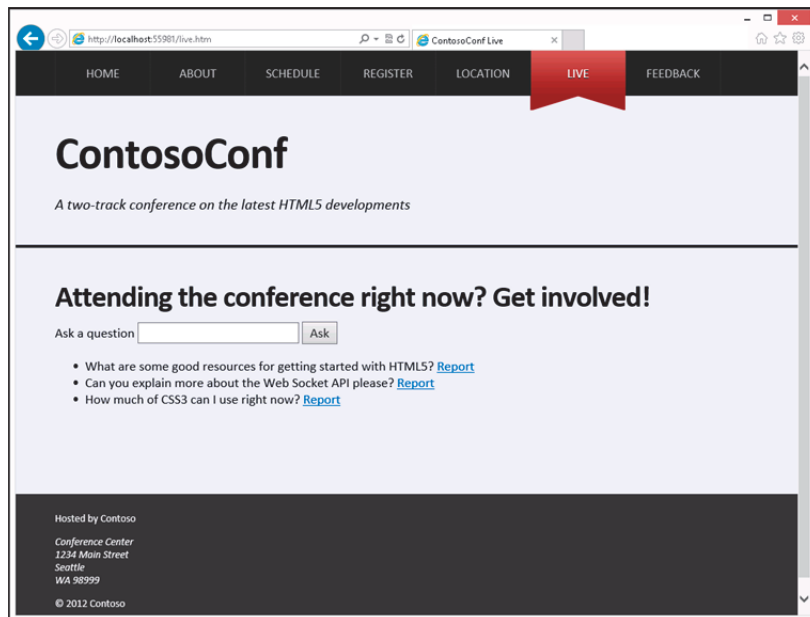 http://localhost:55981/live.htm ContosoConf Live
HOME ABOUT SCHEDULE REGISTER LOCATION LIVE FEEDBACK
ContosoConf
A two-track conference on the latest HTML5 developments
Attending the conference right now? Get involved!
Ask a question Ask
• What are some good resources for getting started with HTML5? Report
• Can you explain more about the Web Socket API please? Report
• How much of CSS3 can I use right now? Report
Hosted by Contoso
Conference Center
1234 Main Street
Seattle
WA 98999
© 2012 Contoso